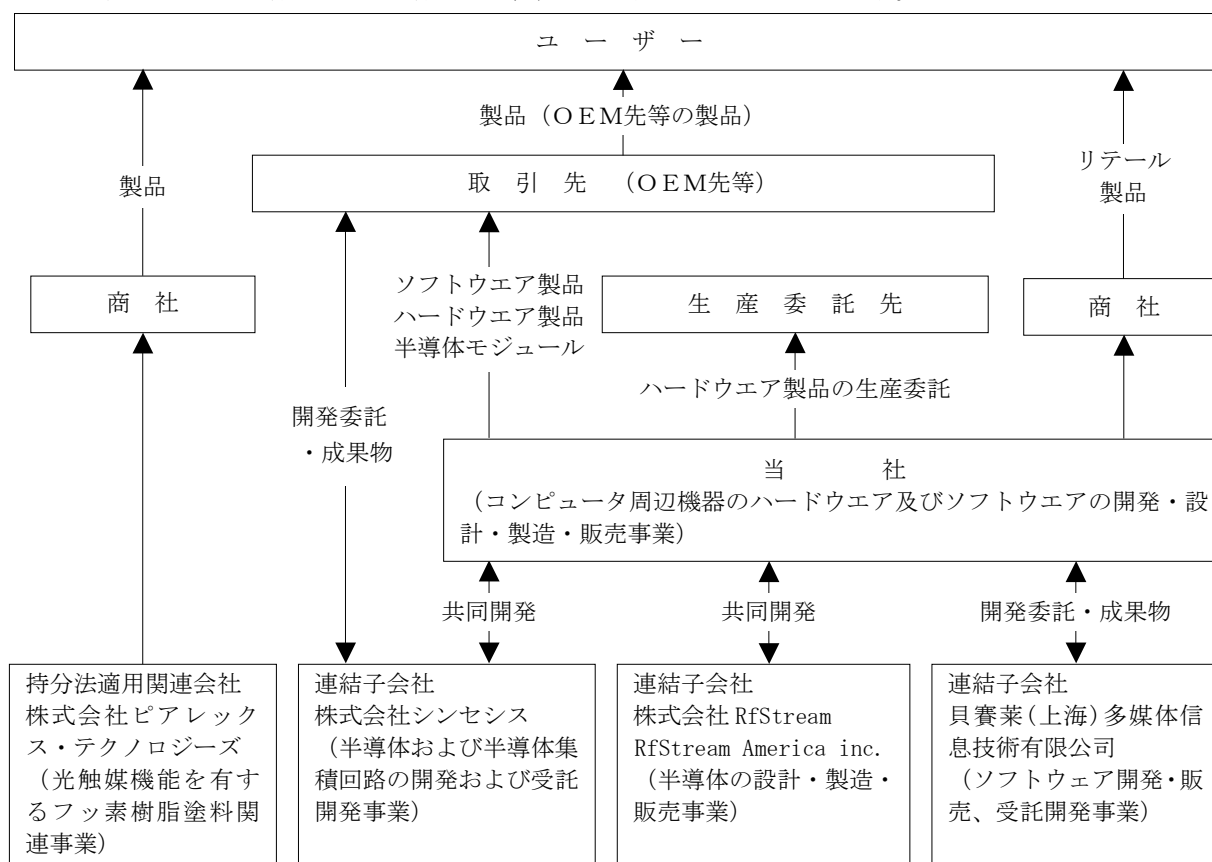 ユーザー
製品（ＯＥＭ先等の製品）
製品
リテール
製品
取引先（ＯＥＭ先等）
商社
ソフトウエア製品
ハードウエア製品
半導体モジュール
生産委託先
商社
ハードウエア製品の生産委託
開発委託
・成果物
当社
（コンピュータ周辺機器のハードウエア及びソフトウエアの開発・設
計・製造・販売事業）
共同開発
共同開発
開発委託・成果物
持分法適用関連会社
株式会社ピアレック
ス・テクノロジーズ
（光触媒機能を有す
るフッ素樹脂塗料関
連事業）
連結子会社
株式会社シンセシス
（半導体および半導体集
積回路の開発および受託
開発事業）
連結子会社
株式会社 RfStream
RfStream America inc.
（半導体の設計・製造・
販売事業）
連結子会社
貝賽莱(上海)多媒体信
息技術有限公司
（ソフトウェア開発・販
売、受託開発事業）